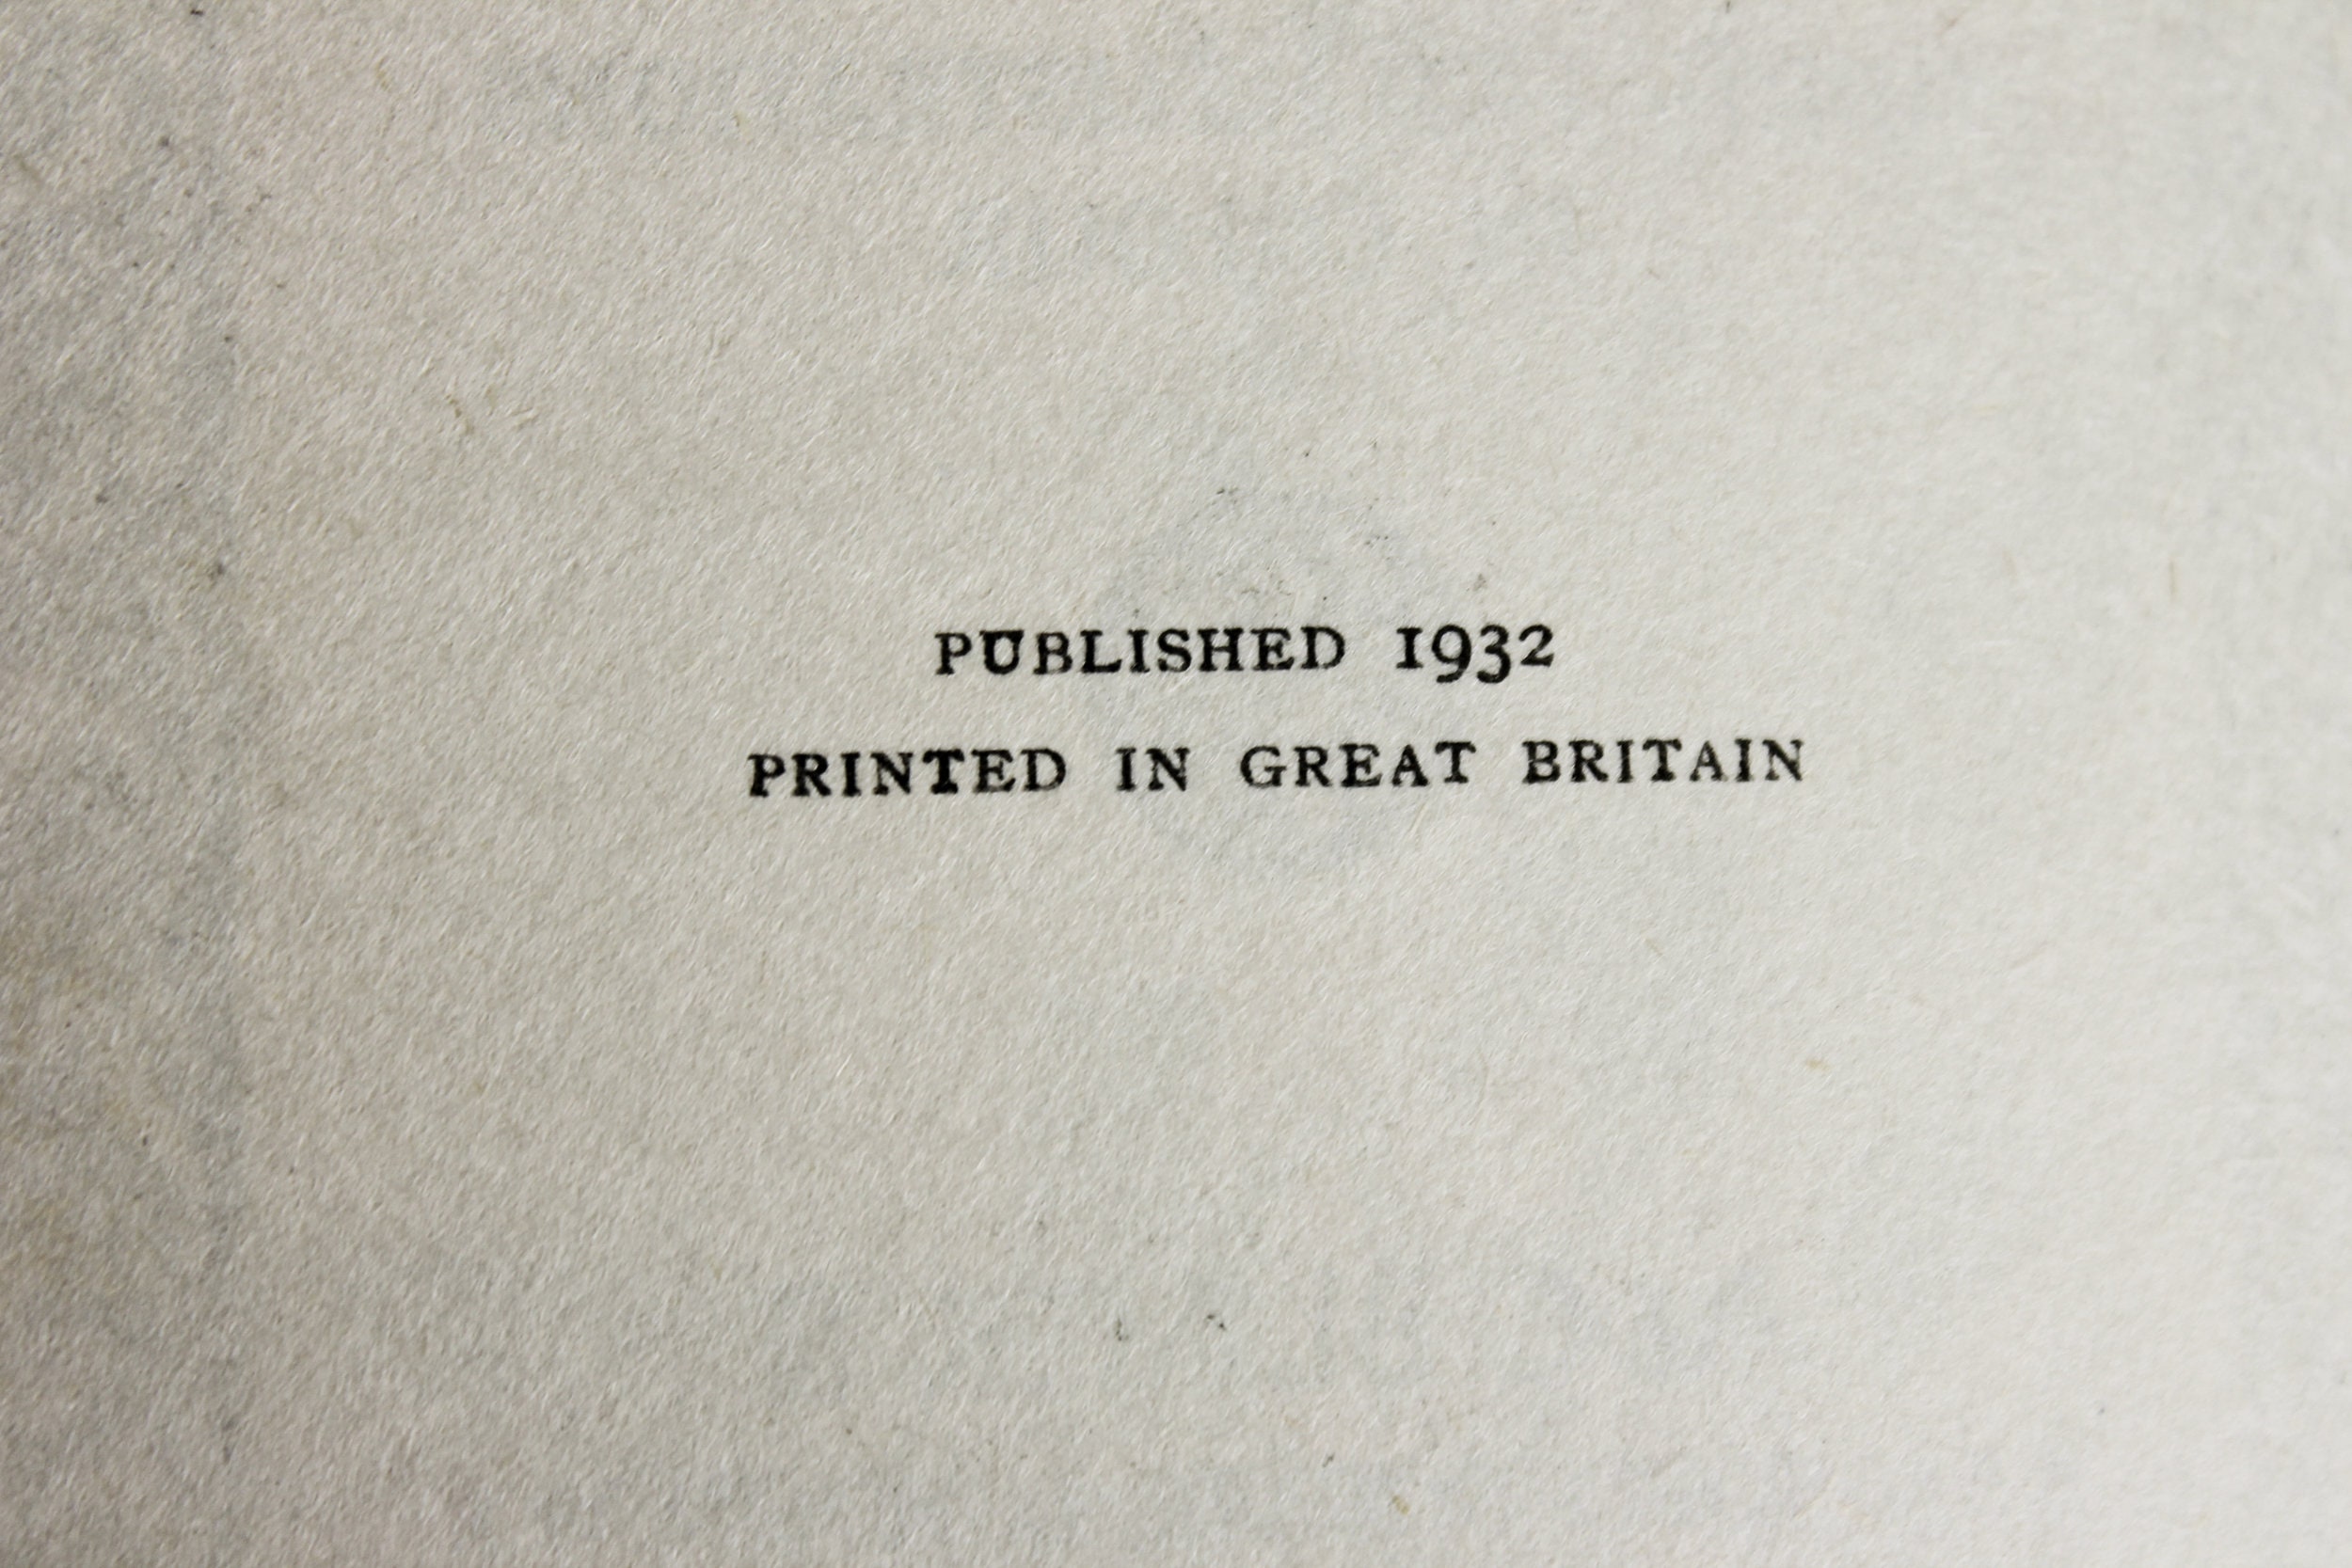 PUBLISHED 1932
PRINTED IN GREAT BRITAIN